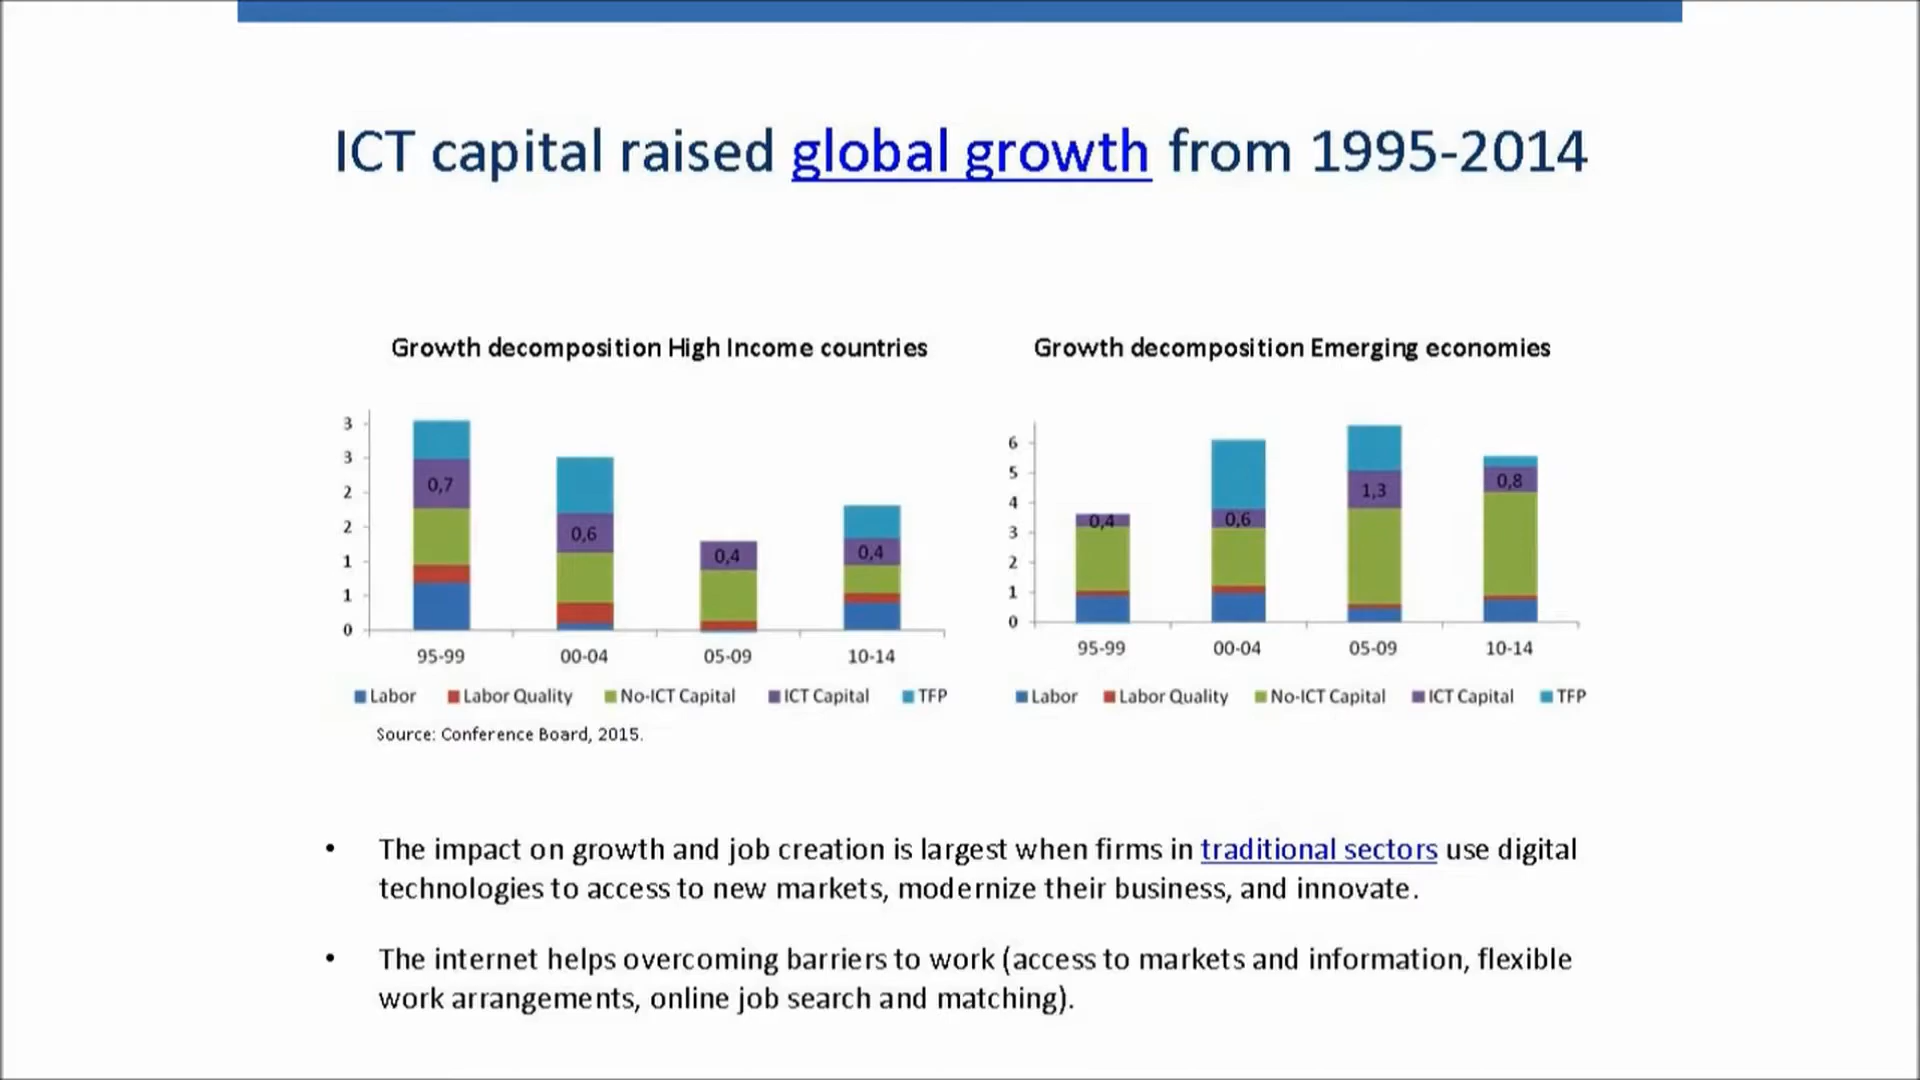 ICT capital raised global growth from 1995-2014
Growth decomposition High Income countries
3
3
2
2
1
1
0
0,7
0,6
0,4
0,4
95-99 00-04 05-09 10-14
Labor Labor Quality No-ICT Capital ICT Capital TFP
Source: Conference Board, 2015.
Growth decomposition Emerging economies
6
5
4
3
2
1
0
0,4
0,6
1,3
0,8
95-99 00-04 05-09 10-14
Labor Labor Quality No-ICT Capital ICT Capital TFP
• The impact on growth and job creation is largest when firms in traditional sectors use digital
technologies to access to new markets, modernize their business, and innovate.
• The internet helps overcoming barriers to work (access to markets and information, flexible
work arrangements, online job search and matching).